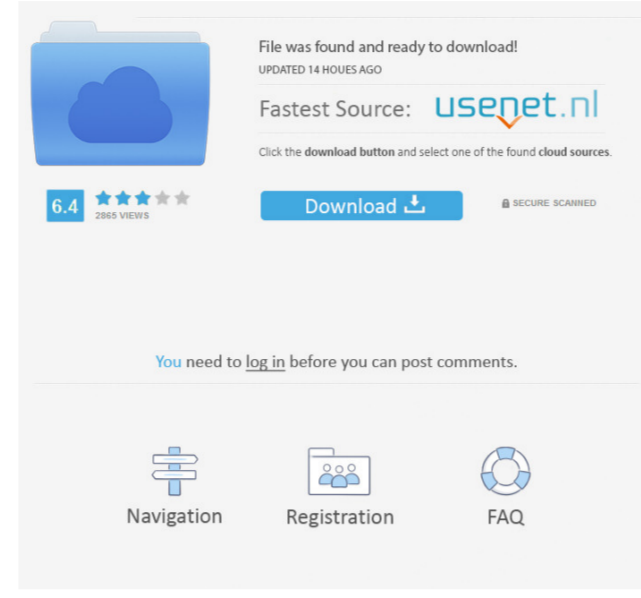 File was found and ready to download!
UPDATED 14 HOUES AGO
Fastest Source: usenet.nl
Click the download button and select one of the found cloud sources.
6.4
2865 VIEWS
Download
SECURE SCANNED
You need to log in before you can post comments.
Navigation
Registration
FAQ